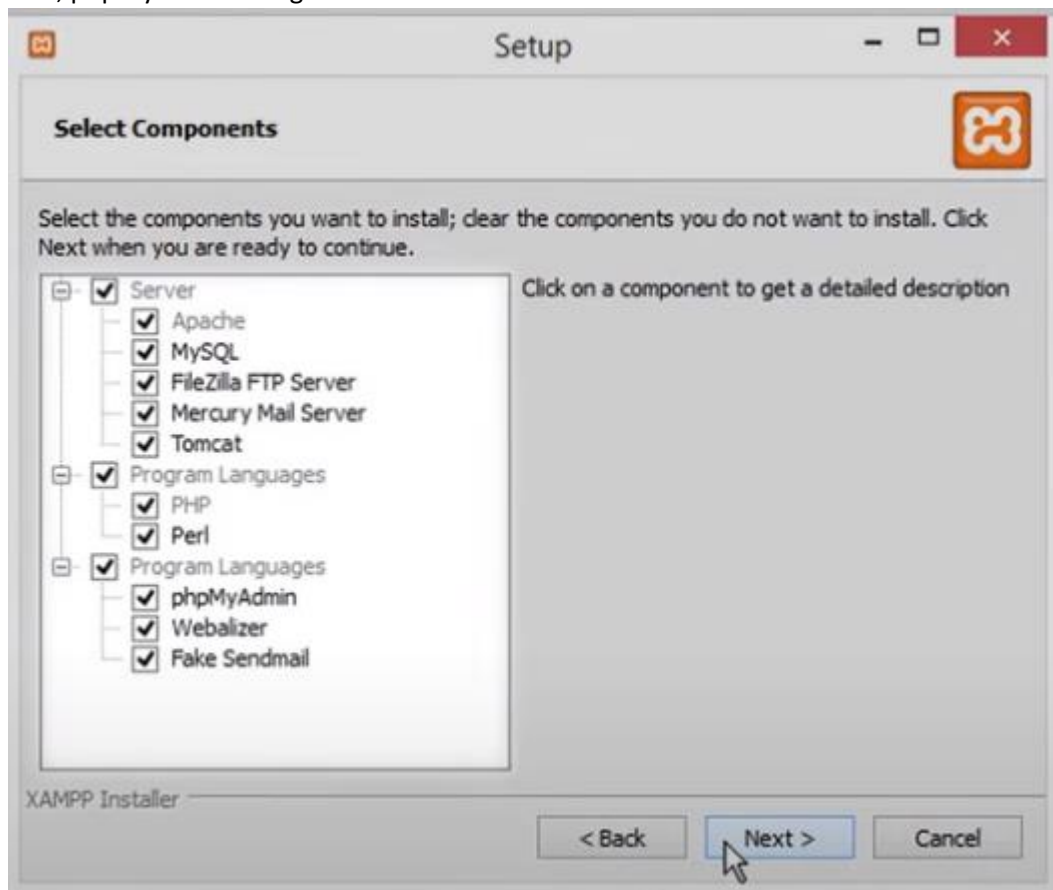 Setup
Select Components
Select the components you want to install; clear the components you do not want to install. Click
Next when you are ready to continue.
Server
Apache
MySQL
FileZilla FTP Server
Mercury Mail Server
Tomcat
Program Languages
PHP
Perl
Program Languages
phpMyAdmin
Webalizer
Fake Sendmail
Click on a component to get a detailed description
XAMPP Installer
< Back
Next >
Cancel